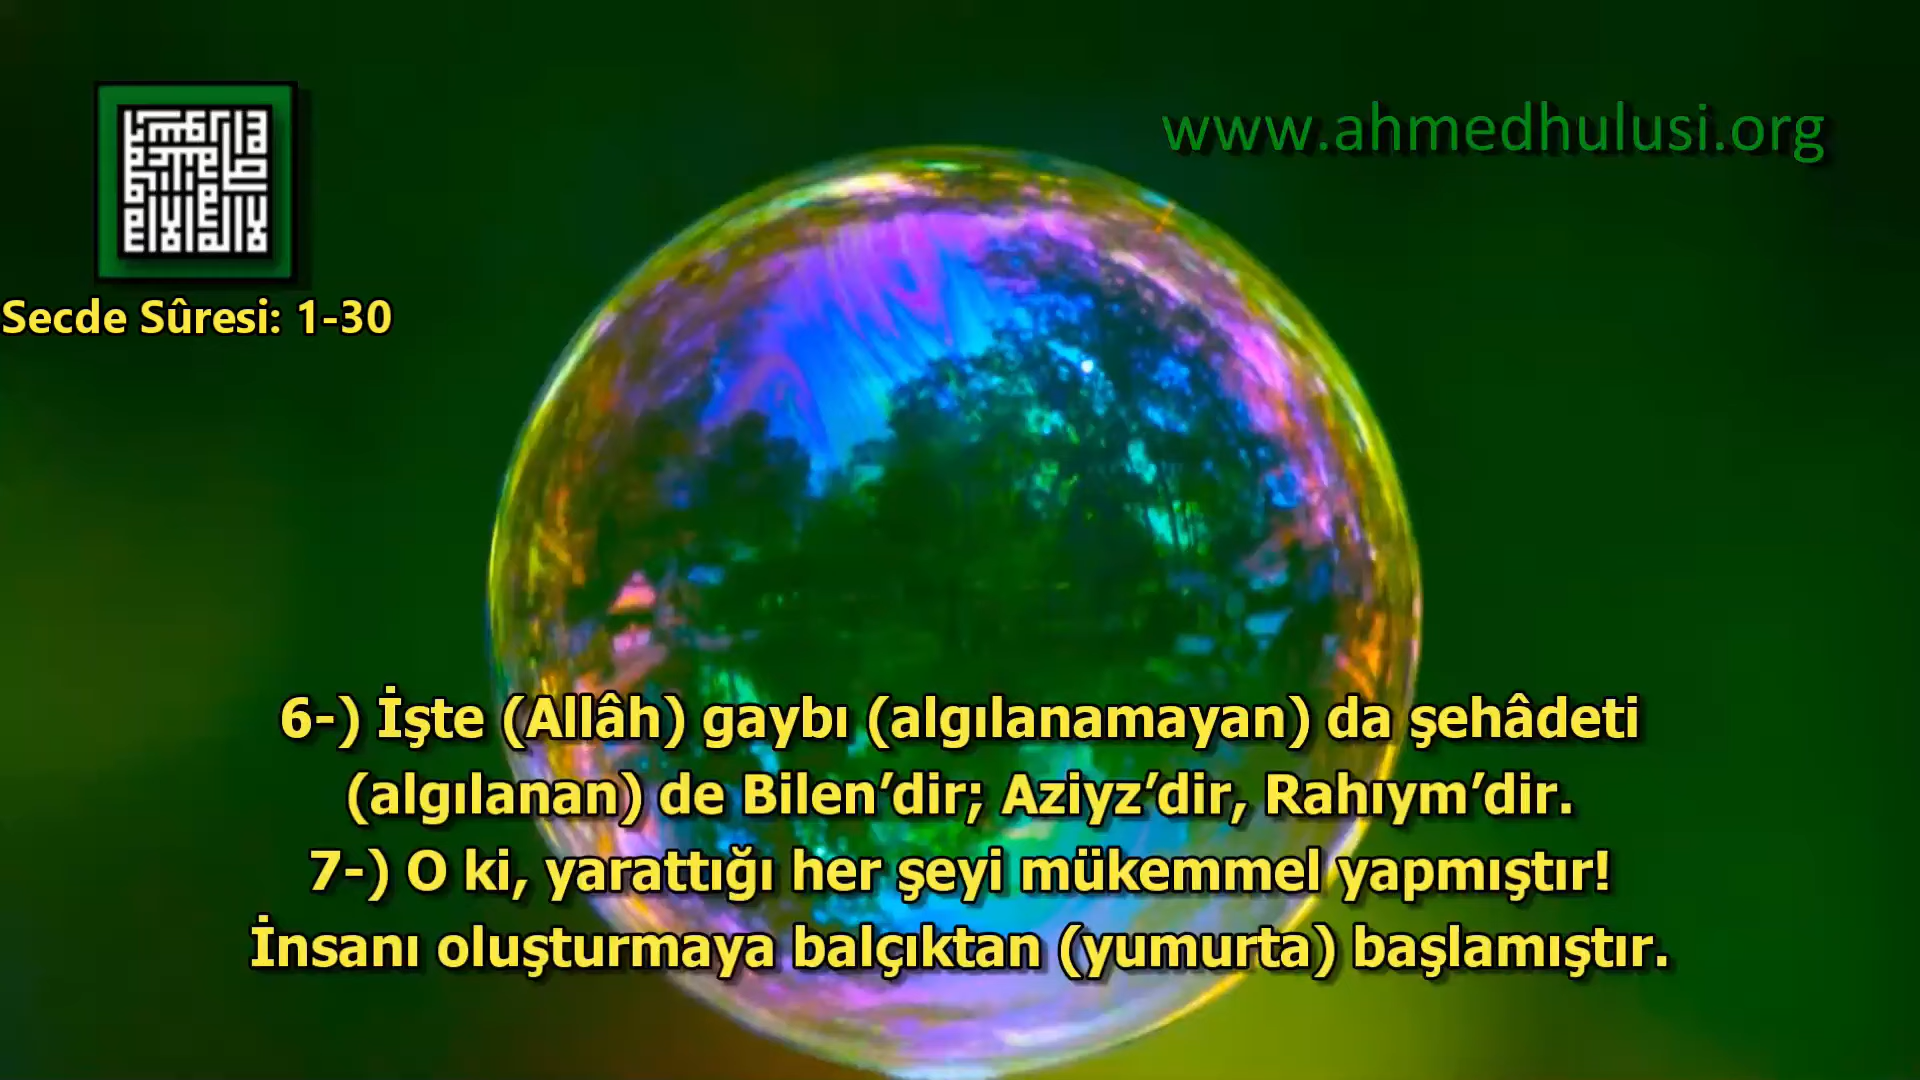 www.ahmedhulusi.org
Secde Sûresi: 1-30
6-) İşte (Allâh) gaybı (algılanamayan) da şehâdeti
(algılanan) de Bilen’dir; Aziyz’dir, Rahıym’dir.
7-) O ki, yarattığı her şeyi mükemmel yapmıştır!
İnsanı oluşturmaya balçıktan (yumurta) başlamıştır.